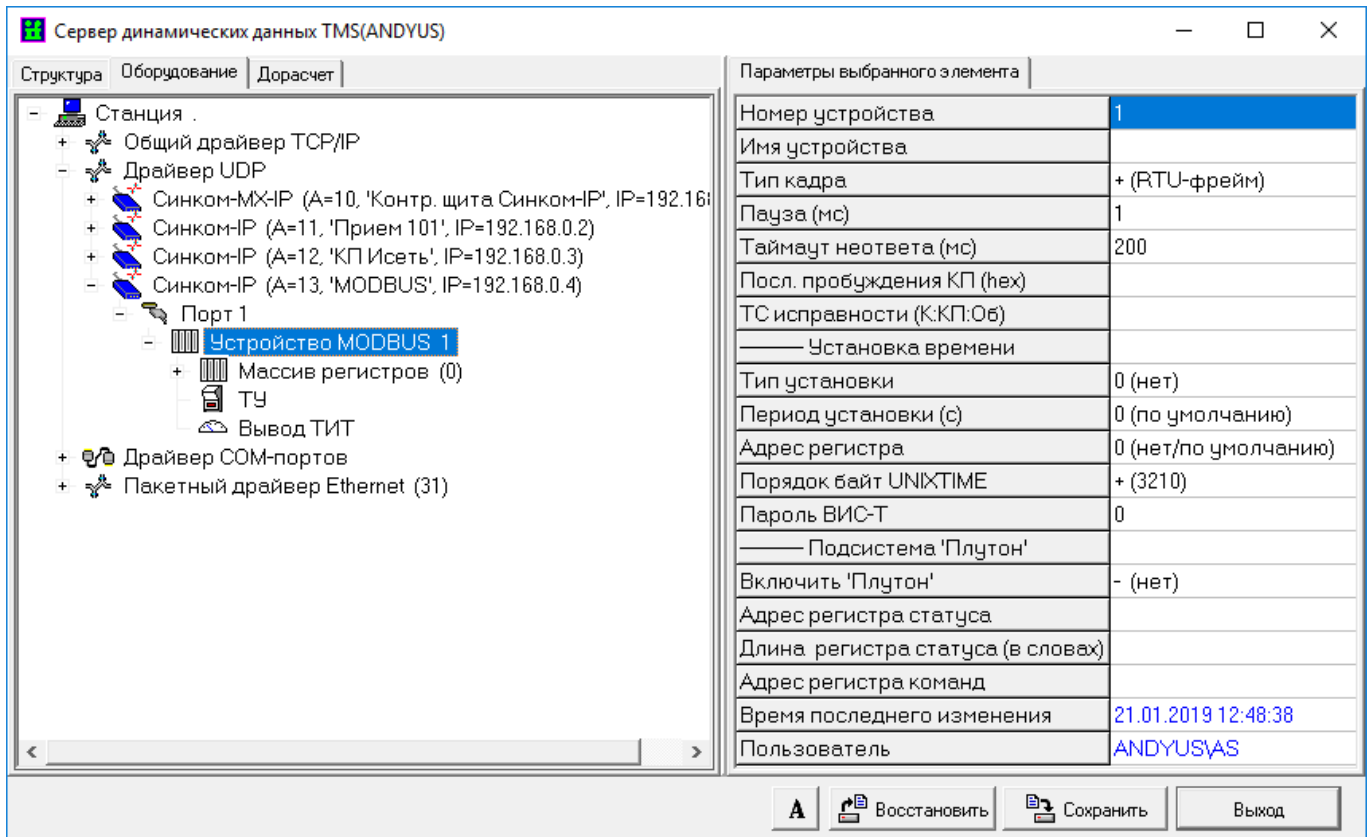 Сервер динамических данных TMS(ANDYUS)
Структура Оборудование Дорасчет
Станция .
Общий драйвер TCP/IP
Драйвер UDP
Синком-MX-IP (A=10, 'Контр. щита Синком-IP', IP=192.16
Синком-IP (A=11, 'Прием 101', IP=192.168.0.2)
Синком-IP (A=12, 'КП Исеть', IP=192.168.0.3)
Синком-IP (A=13, 'MODBUS', IP=192.168.0.4)
Порт 1
Устройство MODBUS 1
Массив регистров (0)
ТУ
Вывод ТИТ
Драйвер COM-портов
Пакетный драйвер Ethernet (31)
Параметры выбранного элемента
Номер устройства 1
Имя устройства
Тип кадра + (RTU-фрейм)
Пауза (мс) 1
Таймаут неответа (мс) 200
Посл. пробуждения КП (hex)
ТС исправности (К:КП:Об)
——— Установка времени
Тип установки 0 (нет)
Период установки (с) 0 (по умолчанию)
Адрес регистра 0 (нет/по умолчанию)
Порядок байт UNIXTIME + (3210)
Пароль ВИС-Т 0
——— Подсистема 'Плутон'
Включить 'Плутон' - (нет)
Адрес регистра статуса
Длина регистра статуса (в словах)
Адрес регистра команд
Время последнего изменения 21.01.2019 12:48:38
Пользователь ANDYUS\AS
A Восстановить Сохранить Выход